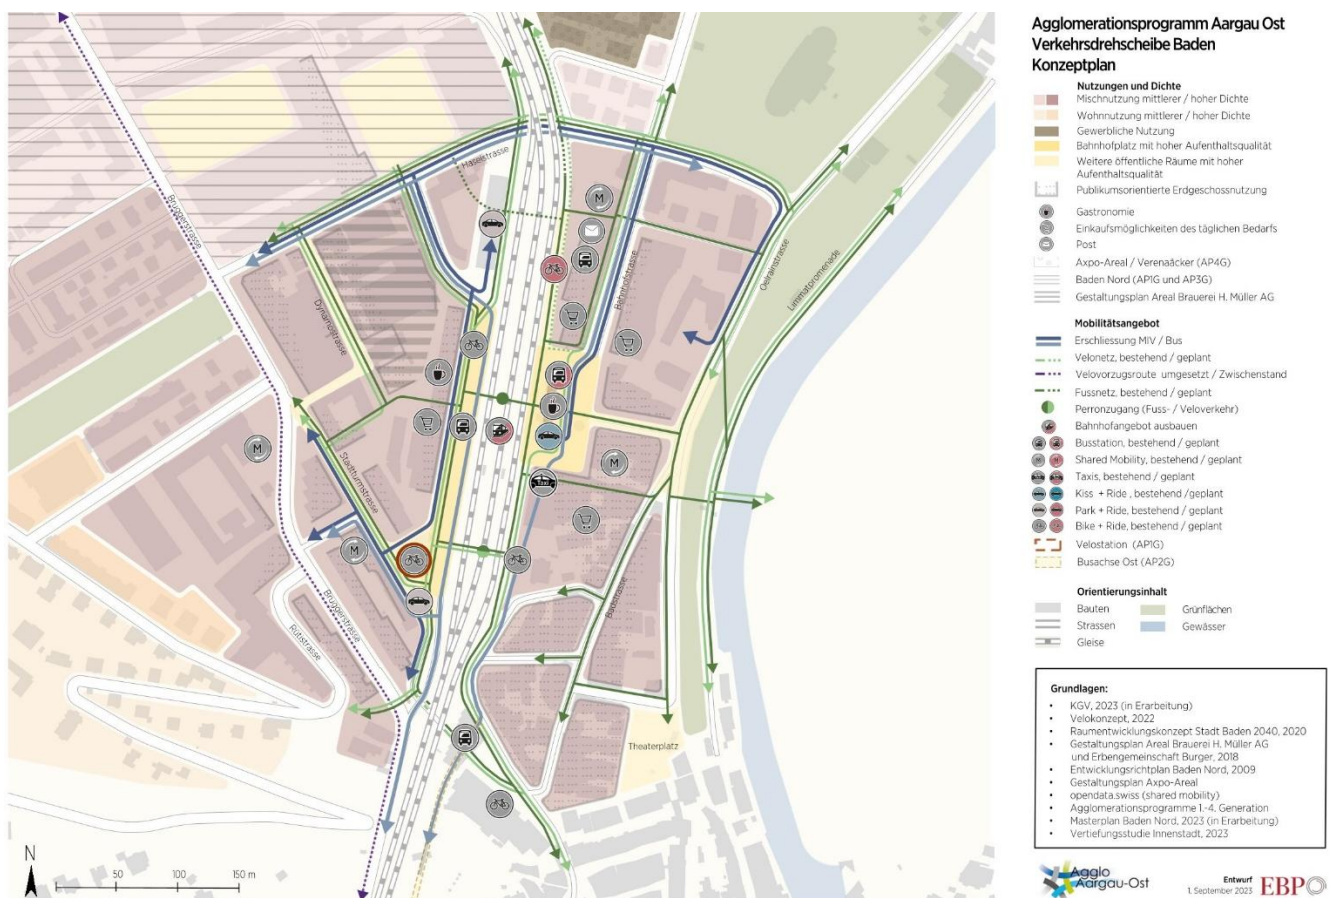 Agglomerationsprogramm Aargau Ost
Verkehrsdrehscheibe Baden
Konzeptplan
Nutzungen und Dichte
Mischnutzung mittlerer / hoher Dichte
Wohnnutzung mittlerer / hoher Dichte
Gewerbliche Nutzung
Bahnhofplatz mit hoher Aufenthaltsqualität
Weitere öffentliche Räume mit hoher
Aufenthaltsqualität
Publikumsorientierte Erdgeschossnutzung
Gastronomie
Einkaufsmöglichkeiten des täglichen Bedarfs
Post
Axpo-Areal / Verenaäcker (AP4G)
Baden Nord (AP1G und AP3G)
Gestaltungsplan Areal Brauerei H. Müller AG
Mobilitätsangebot
Erschliessung MIV / Bus
Velonetz, bestehend / geplant
Velovorzugsroute umgesetzt / Zwischenstand
Fussnetz, bestehend / geplant
Perronzugang (Fuss- / Veloverkehr)
Bahnhofangebot ausbauen
Busstation, bestehend / geplant
Shared Mobility, bestehend / geplant
Taxis, bestehend / geplant
Kiss + Ride , bestehend /geplant
Park + Ride, bestehend / geplant
Bike + Ride, bestehend / geplant
Velostation (AP1G)
Busachse Ost (AP2G)
Orientierungsinhalt
Bauten
Grünflächen
Strassen
Gewässer
Gleise
Grundlagen:
• KGV, 2023 (in Erarbeitung)
• Velokonzept, 2022
• Raumentwicklungskonzept Stadt Baden 2040, 2020
• Gestaltungsplan Areal Brauerei H. Müller AG
und Erbengemeinschaft Burger, 2018
• Entwicklungsrichtplan Baden Nord, 2009
• Gestaltungsplan Axpo-Areal
• opendata.swiss (shared mobility)
• Agglomerationsprogramme 1.-4. Generation
• Masterplan Baden Nord, 2023 (in Erarbeitung)
• Vertiefungsstudie Innenstadt, 2023
Agglo
Aargau-Ost
Entwurf
1. September 2023
EBP
Haselstrasse
Bruggerstrasse
Dynamostrasse
Bahnhofstrasse
Oelrainstrasse
Limmatpromenade
Stadtturmstrasse
Bruggerstrasse
Rütistrasse
Badstrasse
Theaterplatz
M
M
M
M
Taxi
N
50
100
150 m